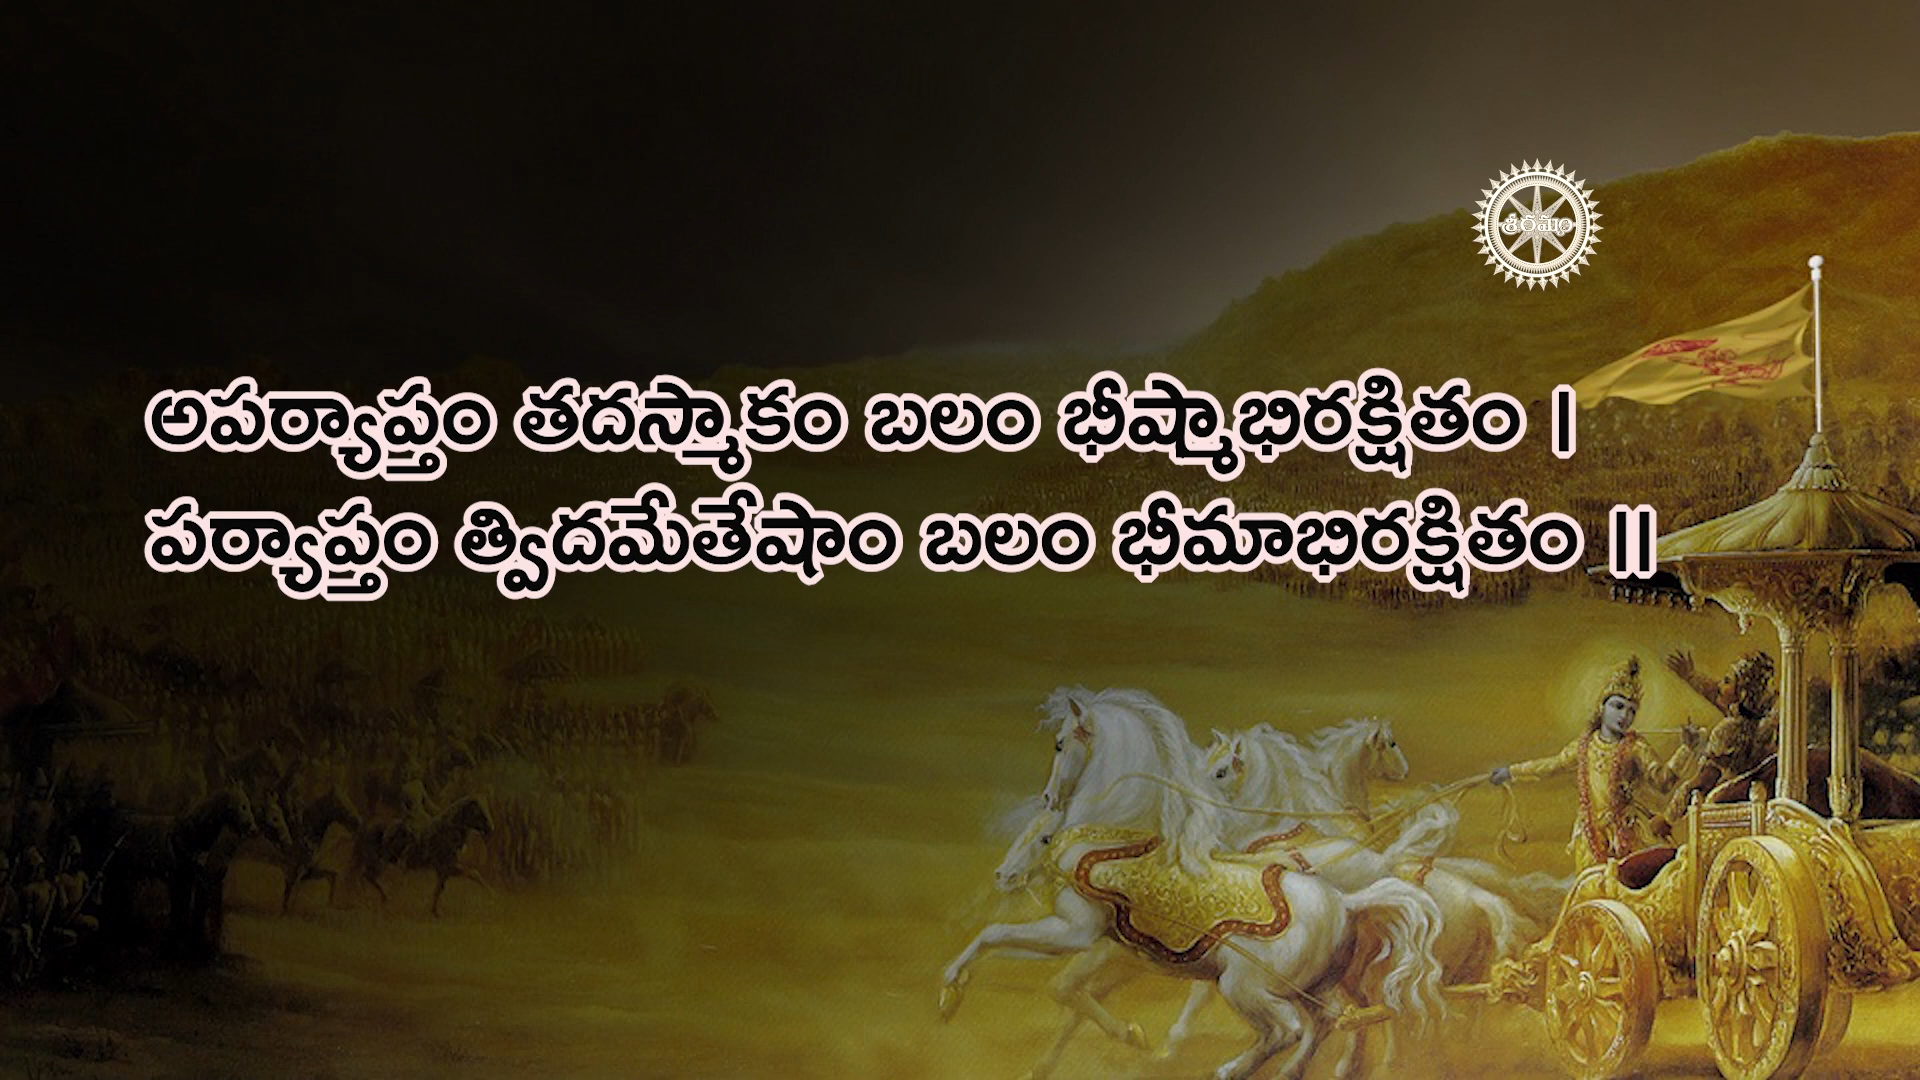 అపర్యాప్తం తదస్మాకం బలం భీష్మాభిరక్షితం |
పర్యాప్తం త్విదమేతేషాం బలం భీమాభిరక్షితం ||